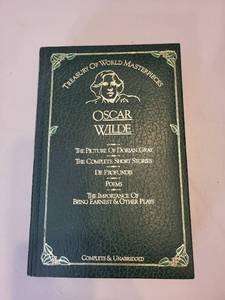 TREASURY OF WORLD MASTERPIECES
OSCAR
WILDE
THE PICTURE OF DORIAN GRAY
THE COMPLETE SHORT STORIES
DE PROFUNDIS
POEMS
THE IMPORTANCE OF
BEING EARNEST & OTHER PLAYS
COMPLETE & UNABRIDGED